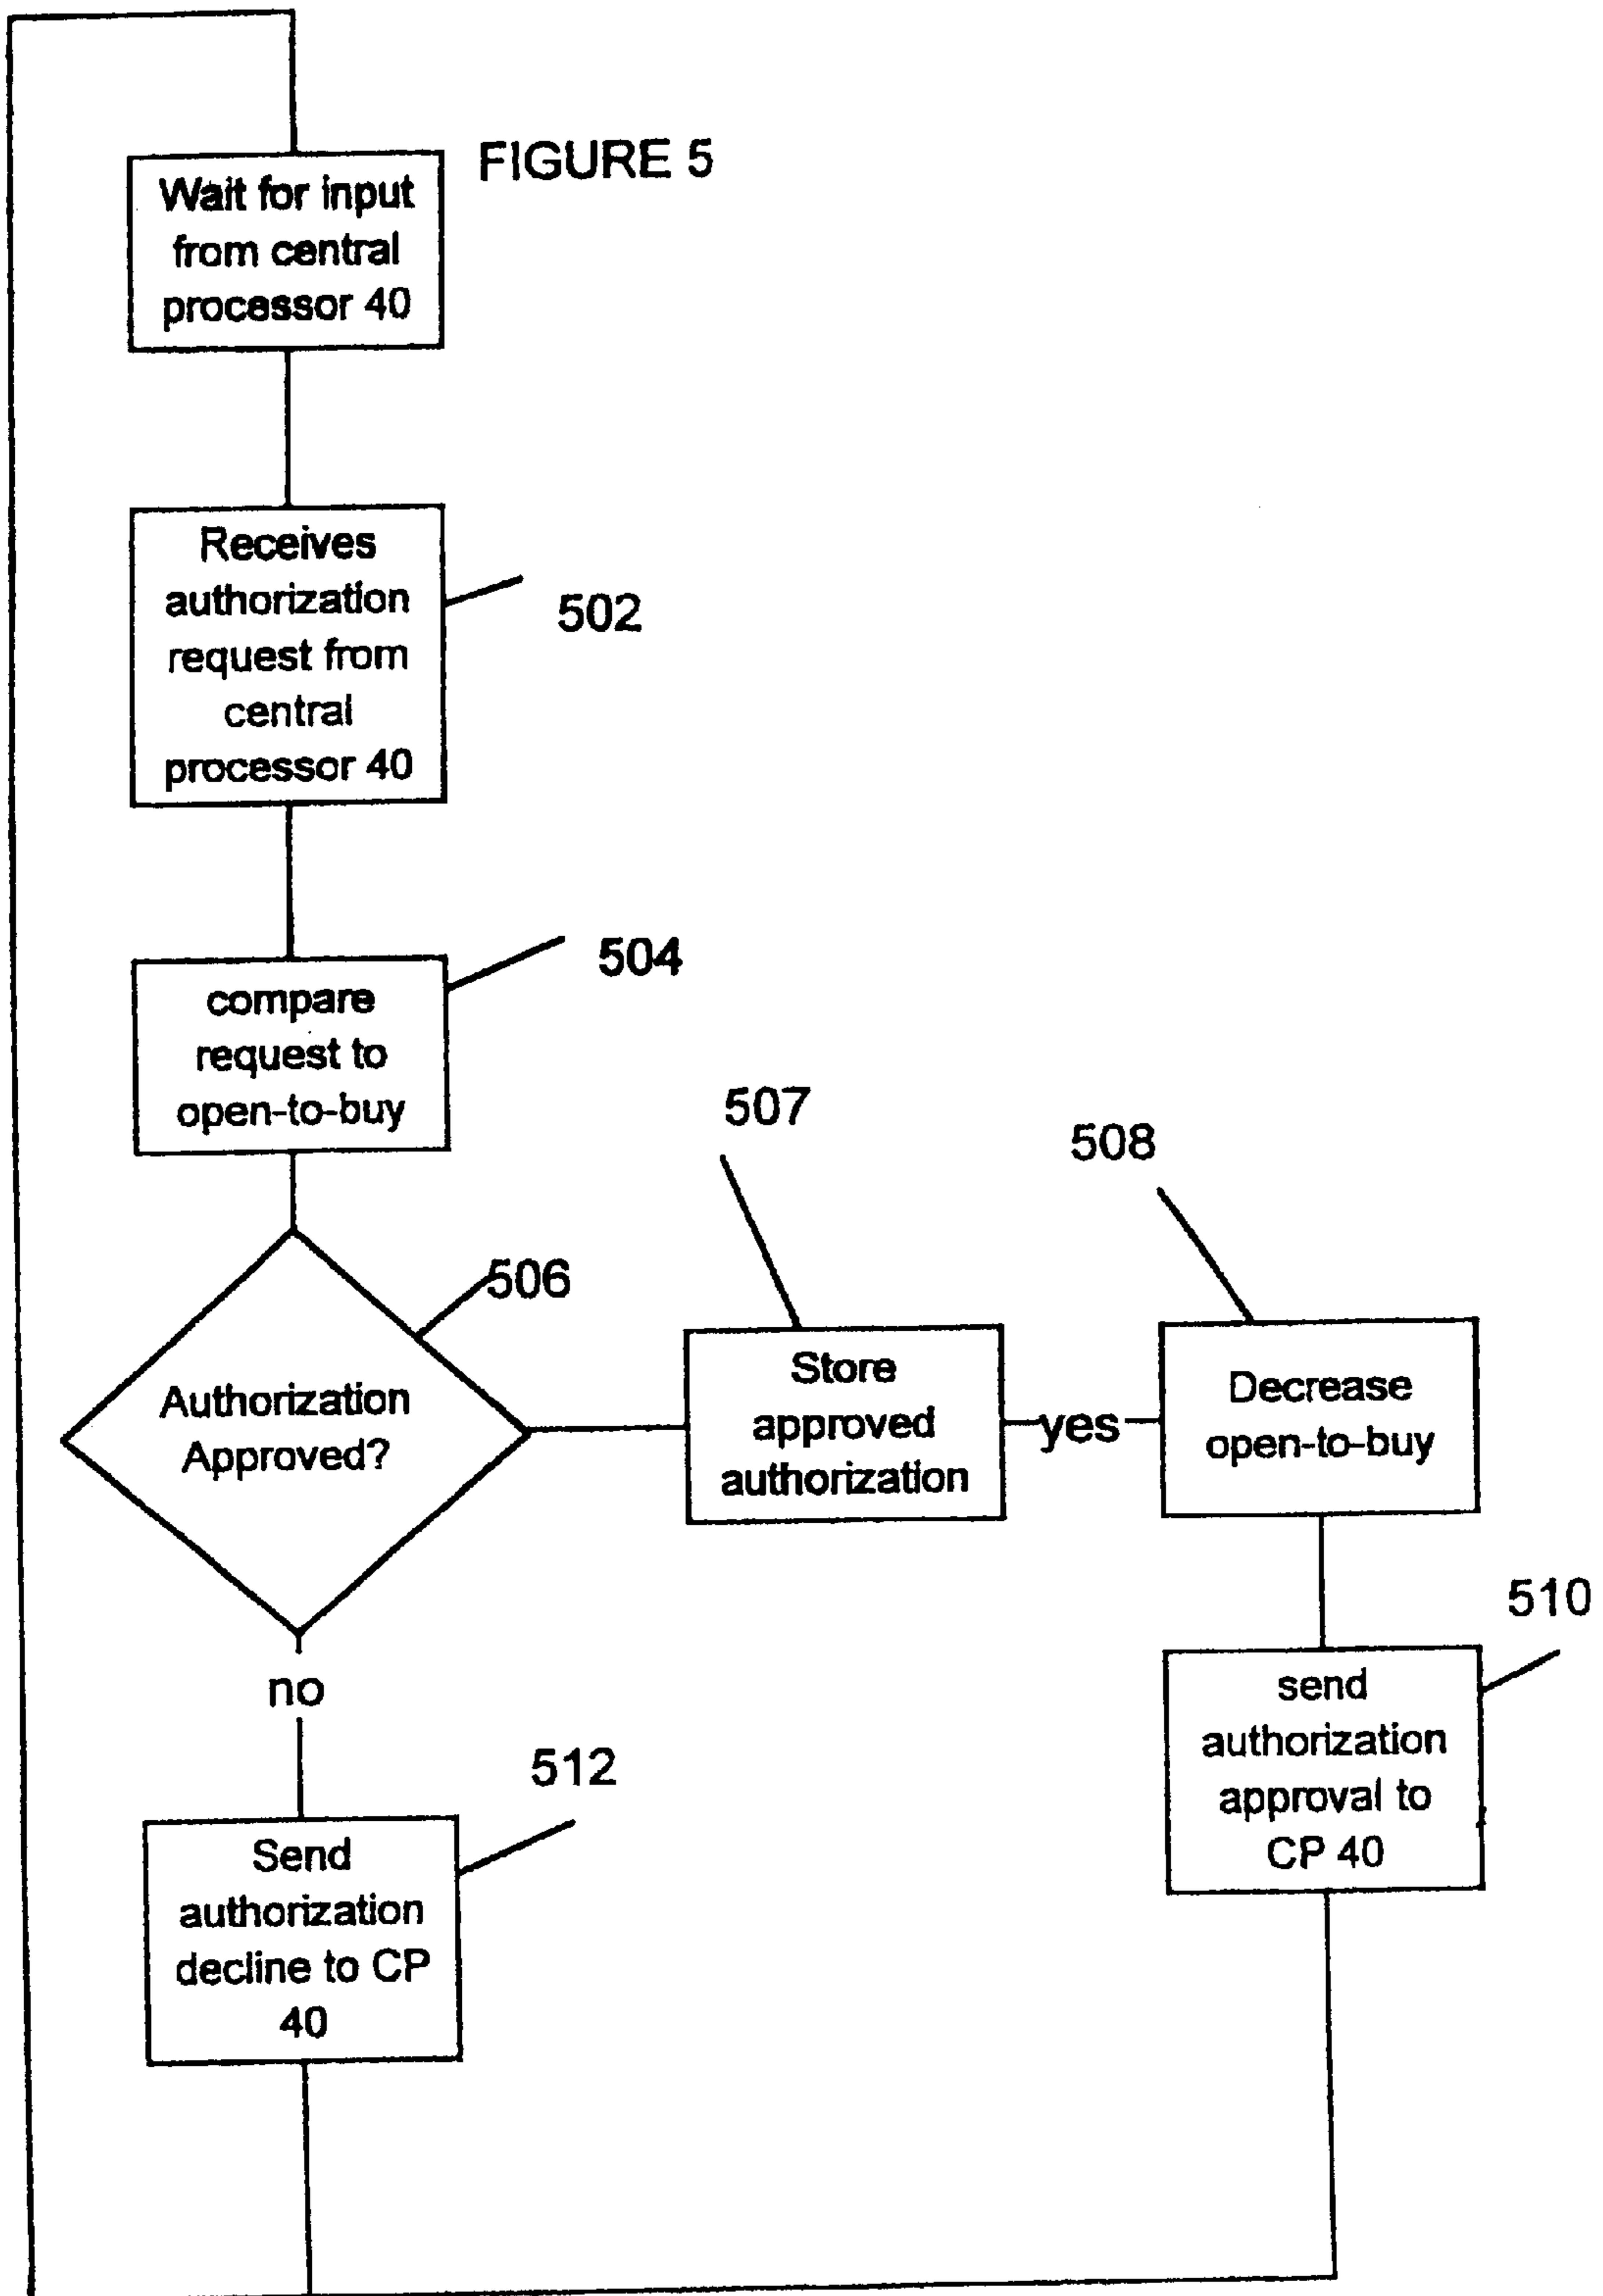 FIGURE 5
Wait for input
from central
processor 40
Receives
authorization
request from
central
processor 40
502
504
compare
request to
open-to-buy
507
508
506
Authorization
Approved?
Store
approved
authorization
yes
Decrease
open-to-buy
510
send
authorization
approval to
CP 40
no
512
Send
authorization
decline to CP
40